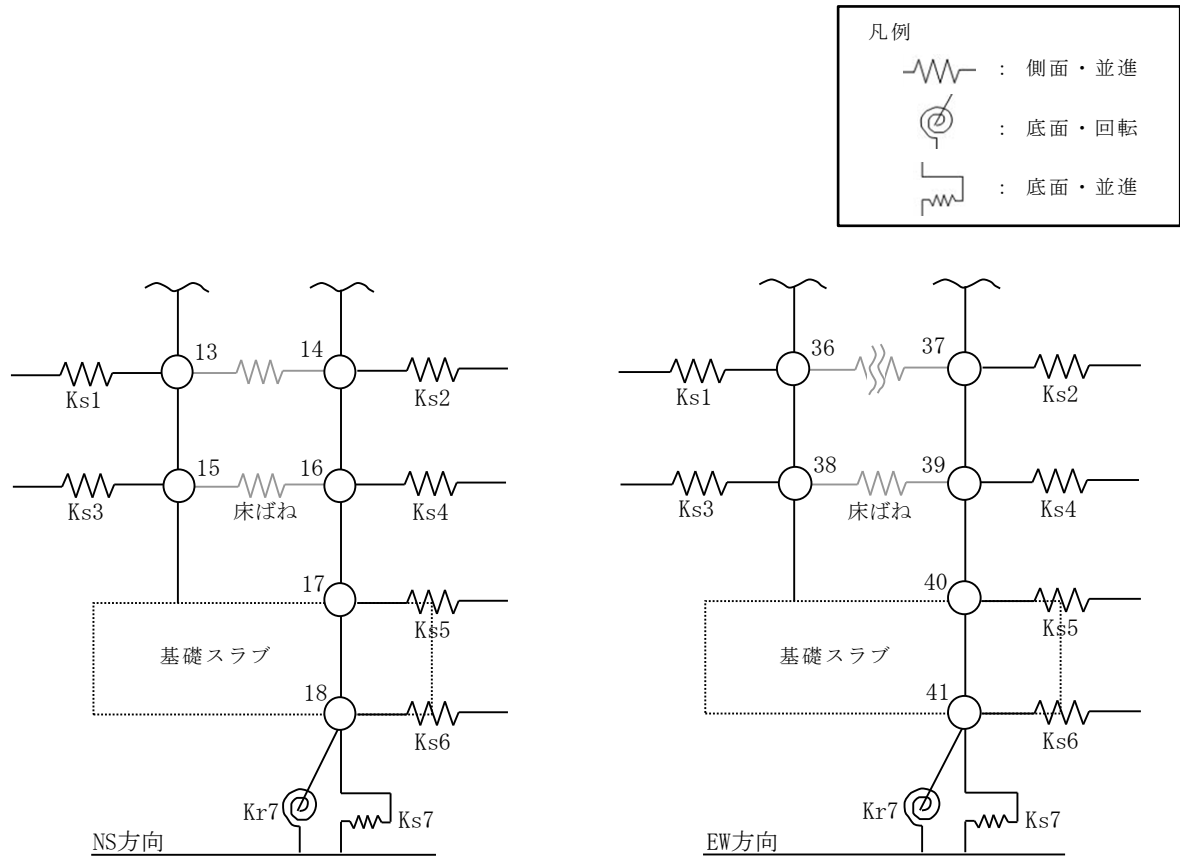 凡例
： 側面・並進
： 底面・回転
： 底面・並進
13 14
Ks1 Ks2
15 16
Ks3 床ばね Ks4
17
Ks5
基礎スラブ
18
Ks6
Kr7 Ks7
NS方向
36 37
Ks1 Ks2
38 39
Ks3 床ばね Ks4
40
Ks5
基礎スラブ
41
Ks6
Kr7 Ks7
EW方向